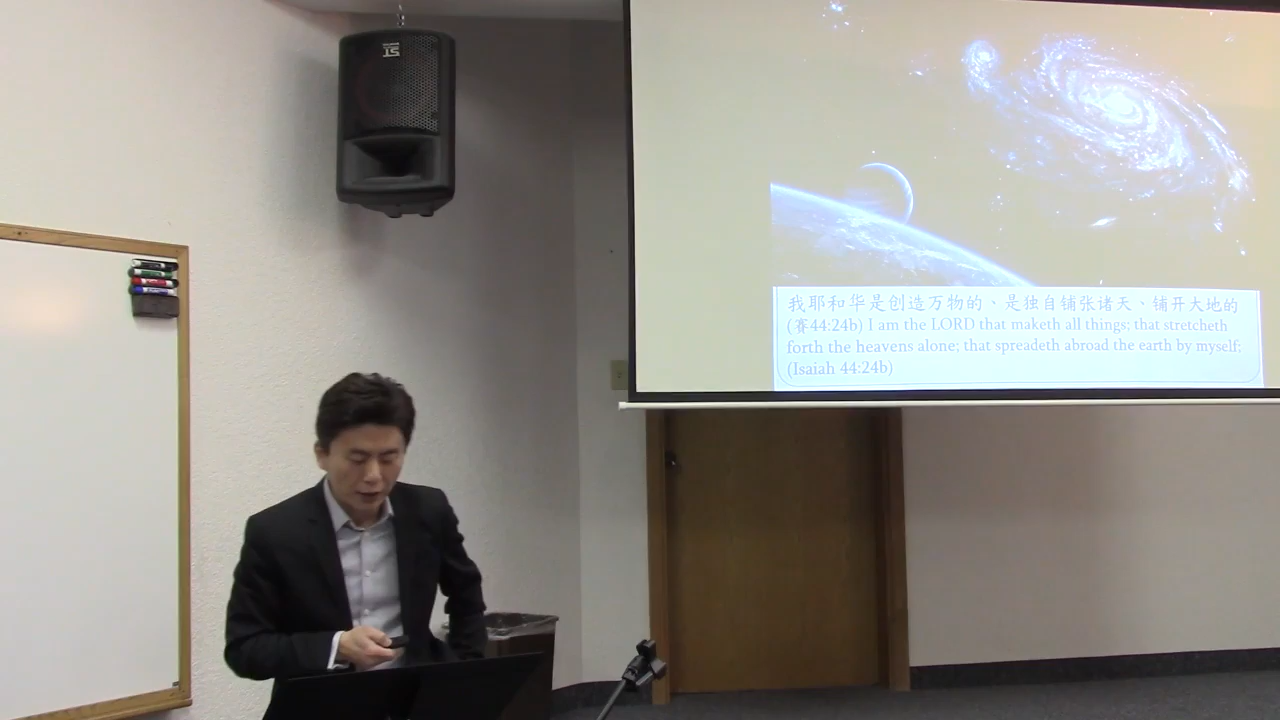 ST
我耶和华是创造万物的、是独自铺张诸天、铺开大地的
(賽44:24b) I am the LORD that maketh all things; that stretcheth
forth the heavens alone; that spreadeth abroad the earth by myself;
(Isaiah 44:24b)